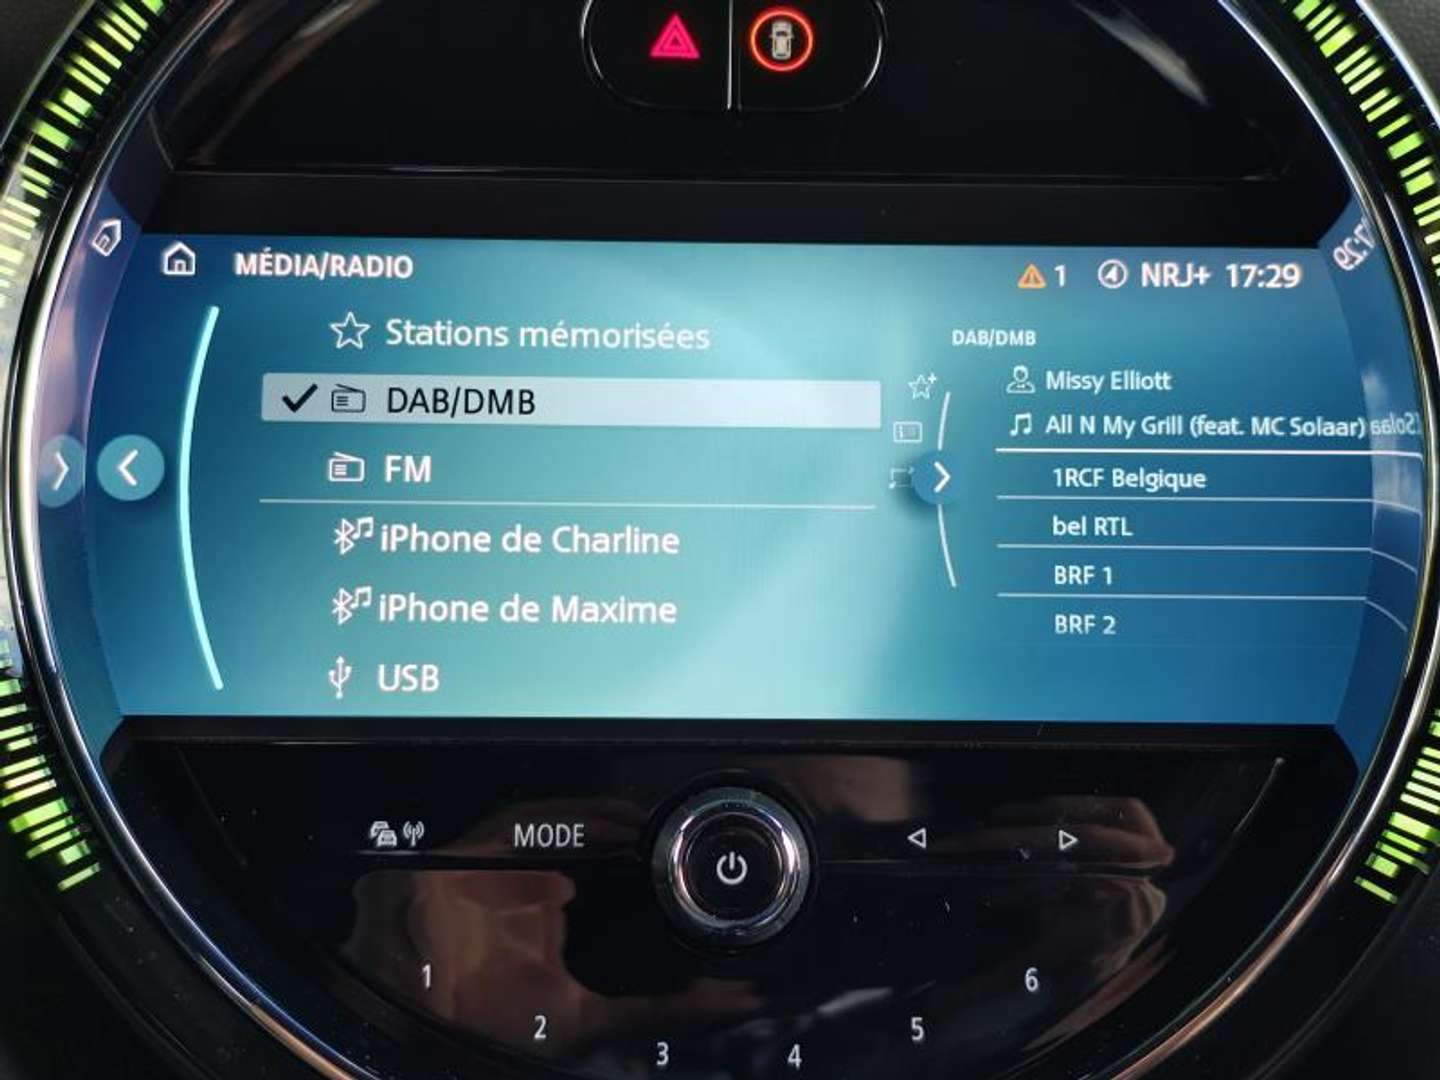 MÉDIA/RADIO
1 NRJ+ 17:29
Stations mémorisées
DAB/DMB
FM
iPhone de Charline
iPhone de Maxime
USB
DAB/DMB
Missy Elliott
All N My Grill (feat. MC Solaar)
1RCF Belgique
bel RTL
BRF 1
BRF 2
MODE
1
2
3
4
5
6